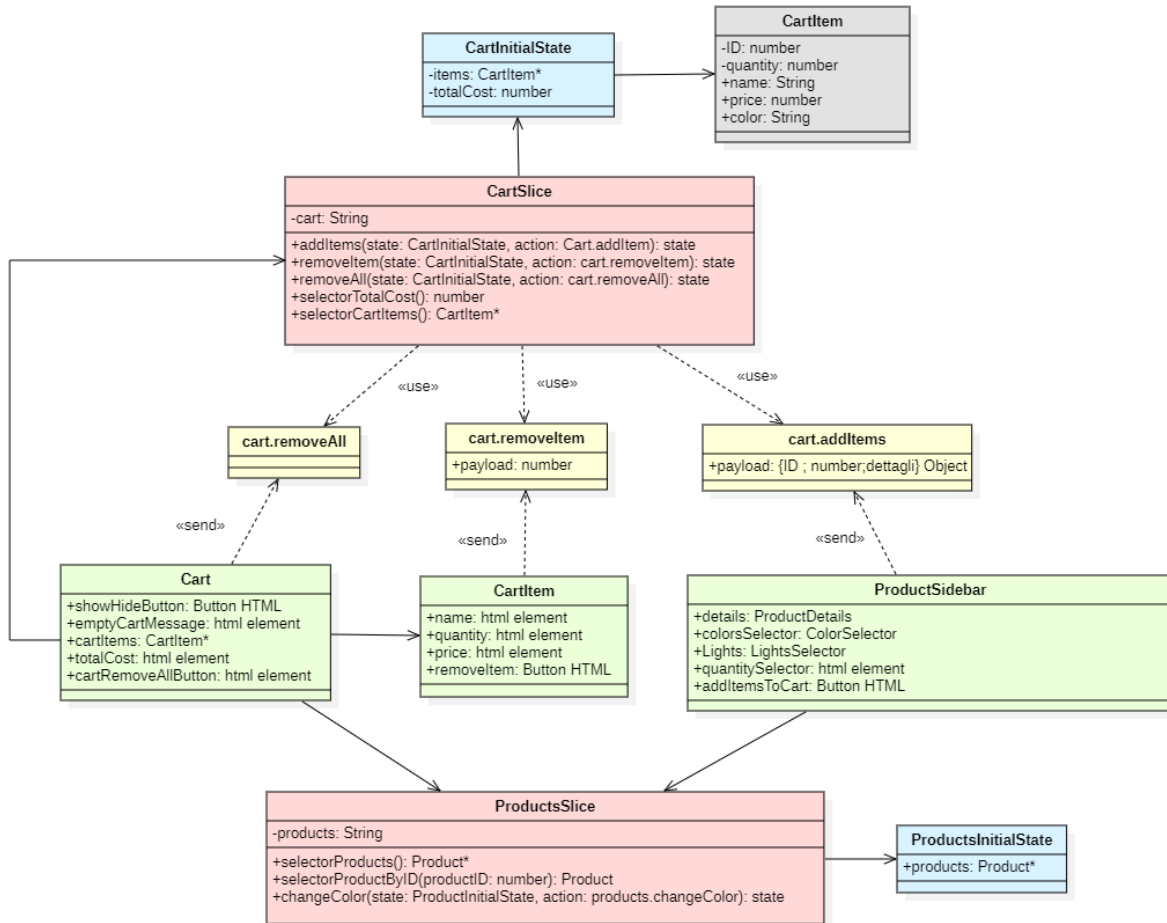 CartInitialState
-items: CartItem*
-totalCost: number
CartItem
-ID: number
-quantity: number
+name: String
+price: number
+color: String
CartSlice
-cart: String
+addItems(state: CartInitialState, action: Cart.addItem): state
+removeItem(state: CartInitialState, action: cart.removeItem): state
+removeAll(state: CartInitialState, action: cart.removeAll): state
+selectorTotalCost(): number
+selectorCartItems(): CartItem*
«use»
«use»
«use»
cart.removeAll
cart.removeItem
+payload: number
cart.addItems
+payload: {ID ; number;dettagli} Object
«send»
«send»
«send»
Cart
+showHideButton: Button HTML
+emptyCartMessage: html element
+cartItems: CartItem*
+totalCost: html element
+cartRemoveAllButton: html element
CartItem
+name: html element
+quantity: html element
+price: html element
+removeItem: Button HTML
ProductSidebar
+details: ProductDetails
+colorsSelector: ColorSelector
+Lights: LightsSelector
+quantitySelector: html element
+addItemsToCart: Button HTML
ProductsSlice
-products: String
+selectorProducts(): Product*
+selectorProductByID(productID: number): Product
+changeColor(state: ProductInitialState, action: products.changeColor): state
ProductsInitialState
+products: Product*